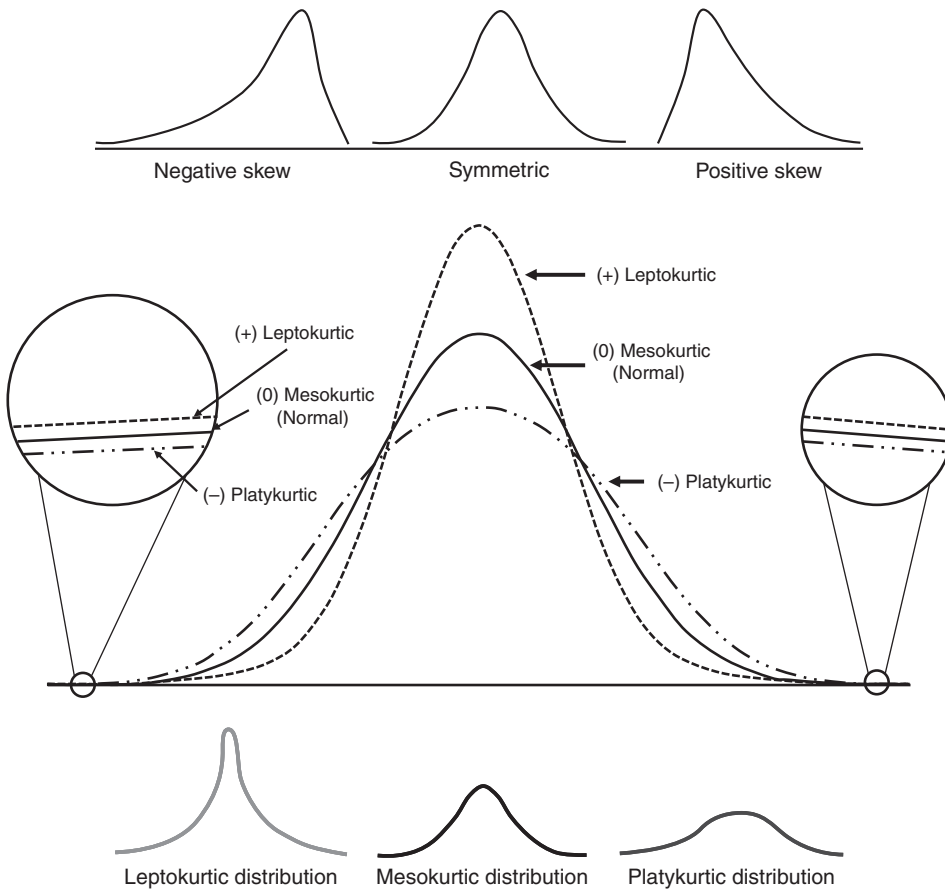 Negative skew
Symmetric
Positive skew
(+) Leptokurtic
(+) Leptokurtic
(0) Mesokurtic
(Normal)
(0) Mesokurtic
(Normal)
(–) Platykurtic
(–) Platykurtic
Leptokurtic distribution
Mesokurtic distribution
Platykurtic distribution